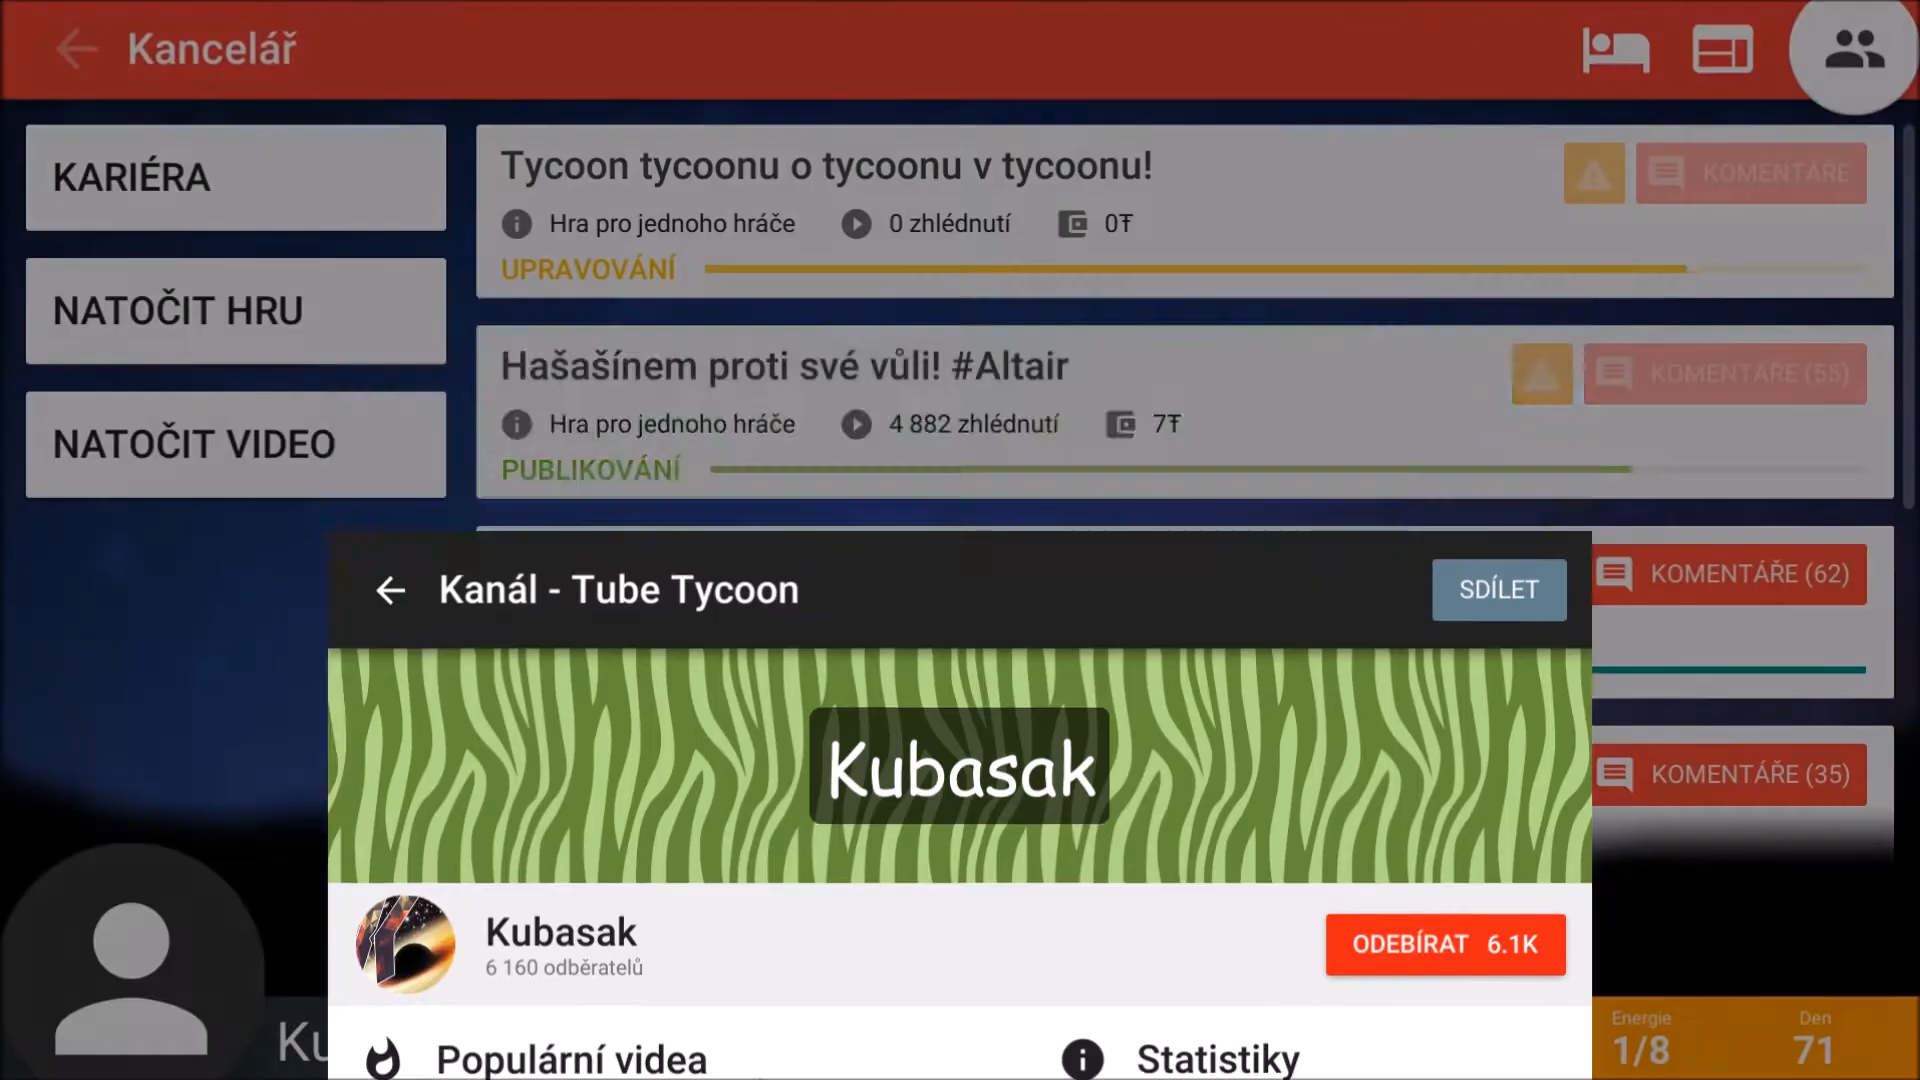 Kancelář
KARIÉRA
NATOČIT HRU
NATOČIT VIDEO
Tycoon tycoonu o tycoonu v tycoonu!
KOMENTÁŘE
Hra pro jednoho hráče 0 zhlédnutí 0Ŧ
UPRAVOVÁNÍ
Hašašínem proti své vůli! #Altair
KOMENTÁŘE (55)
Hra pro jednoho hráče 4 882 zhlédnutí 7Ŧ
PUBLIKOVÁNÍ
KOMENTÁŘE (62)
Kanál - Tube Tycoon
SDÍLET
Kubasak
KOMENTÁŘE (35)
Kubasak
6 160 odběratelů
ODEBÍRAT 6.1K
Populární videa
Statistiky
Ku
Energie
1/8
Den
71